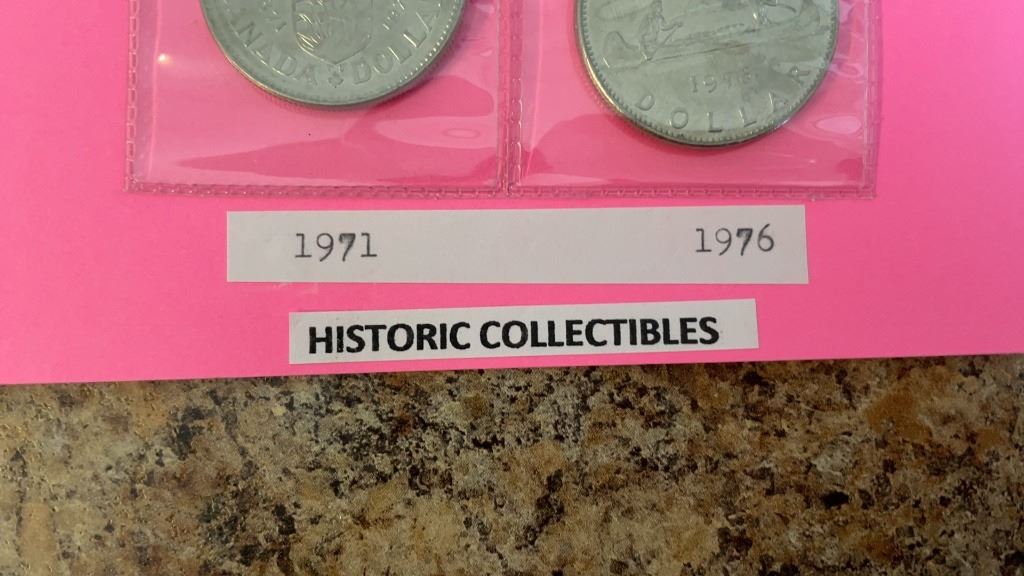 CANADA DOLLAR
1976
DOLLAR
1971 1976
HISTORIC COLLECTIBLES